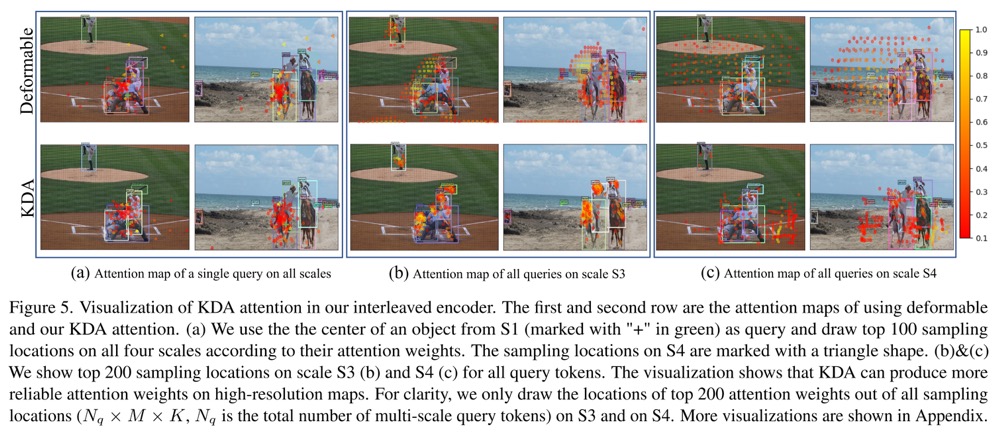 Deformable
KDA
1.0
0.9
0.8
0.7
0.6
0.5
0.4
0.3
0.2
0.1
(a) Attention map of a single query on all scales
(b) Attention map of all queries on scale S3
(c) Attention map of all queries on scale S4
Figure 5. Visualization of KDA attention in our interleaved encoder. The first and second row are the attention maps of using deformable
and our KDA attention. (a) We use the the center of an object from S1 (marked with "+" in green) as query and draw top 100 sampling
locations on all four scales according to their attention weights. The sampling locations on S4 are marked with a triangle shape. (b)&(c)
We show top 200 sampling locations on scale S3 (b) and S4 (c) for all query tokens. The visualization shows that KDA can produce more
reliable attention weights on high-resolution maps. For clarity, we only draw the locations of top 200 attention weights out of all sampling
locations (N_q × M × K, N_q is the total number of multi-scale query tokens) on S3 and on S4. More visualizations are shown in Appendix.